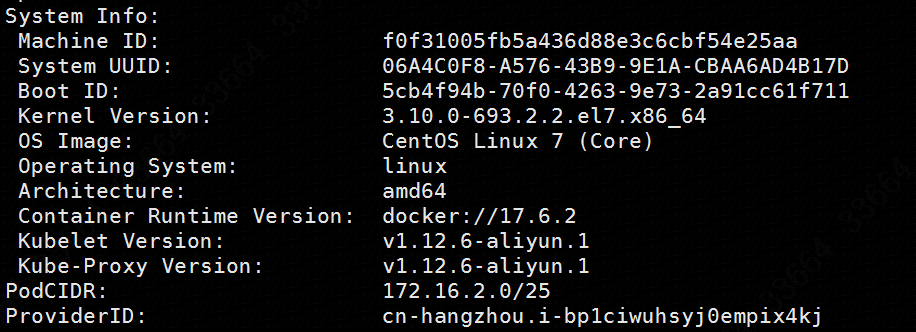 System Info:
 Machine ID:                 f0f31005fb5a436d88e3c6cbf54e25aa
 System UUID:                06A4C0F8-A576-43B9-9E1A-CBAA6AD4B17D
 Boot ID:                    5cb4f94b-70f0-4263-9e73-2a91cc61f711
 Kernel Version:             3.10.0-693.2.2.el7.x86_64
 OS Image:                   CentOS Linux 7 (Core)
 Operating System:           linux
 Architecture:               amd64
 Container Runtime Version:  docker://17.6.2
 Kubelet Version:            v1.12.6-aliyun.1
 Kube-Proxy Version:         v1.12.6-aliyun.1
PodCIDR:                     172.16.2.0/25
ProviderID:                  cn-hangzhou.i-bp1ciwuhsyj0empix4kj